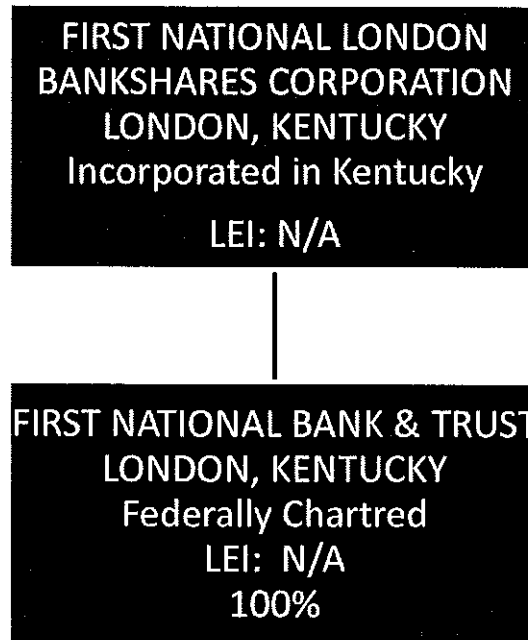 FIRST NATIONAL LONDON
BANKSHARES CORPORATION
LONDON, KENTUCKY
Incorporated in Kentucky
LEI: N/A
FIRST NATIONAL BANK & TRUST
LONDON, KENTUCKY
Federally Chartred
LEI: N/A
100%